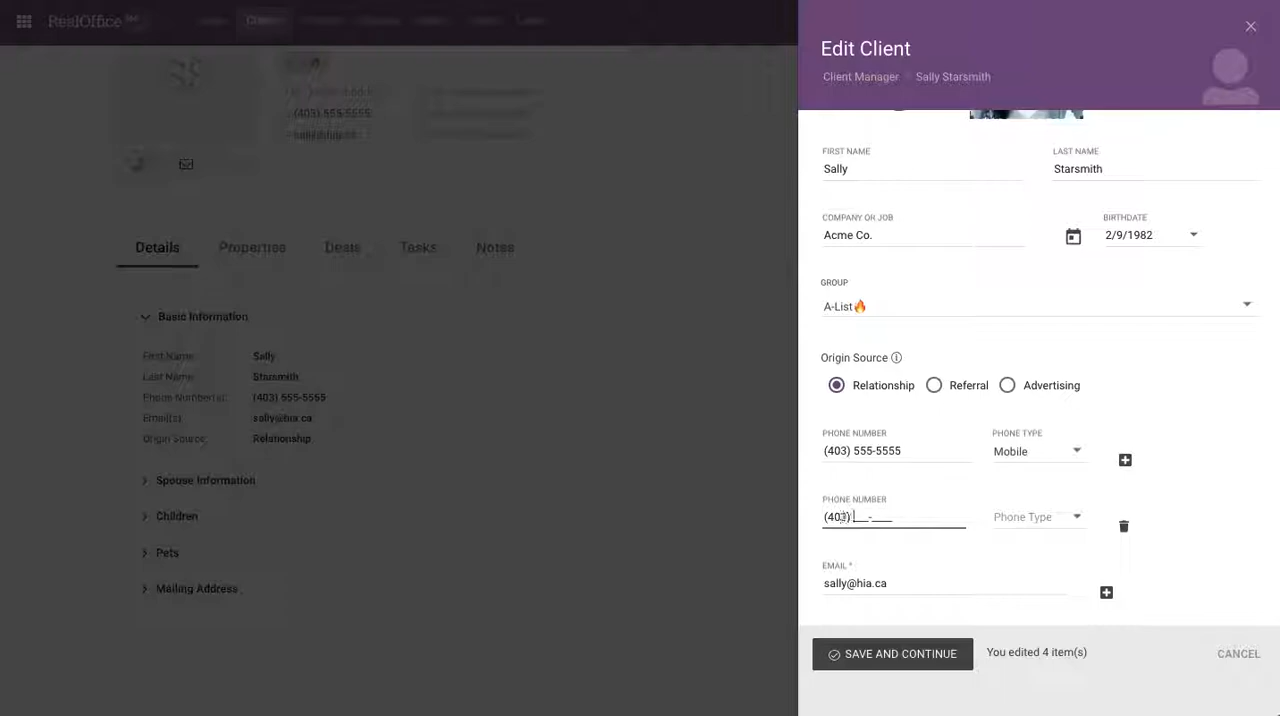 RealOffice
Edit Client
Client Manager Sally Starsmith
(403) 555-5555
FIRST NAME LAST NAME
Sally Starsmith
COMPANY OR JOB BIRTHDATE
Acme Co. 2/9/1982
Details Properties Deals Tasks Notes
GROUP
A-List🔥
Basic Information
First Name: Sally
Last Name: Starsmith
Phone Number(s): (403) 555-5555
Email(s): sally@hia.ca
Origin Source: Relationship
Origin Source
Relationship Referral Advertising
PHONE NUMBER PHONE TYPE
(403) 555-5555 Mobile
Spouse Information
Children
Pets
Mailing Address
PHONE NUMBER
(403) ___-____ Phone Type
EMAIL *
sally@hia.ca
SAVE AND CONTINUE You edited 4 item(s) CANCEL